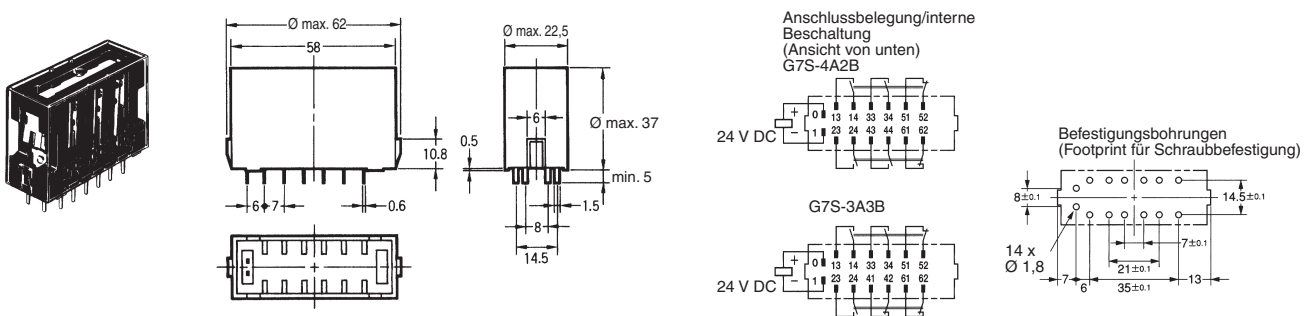 Ø max. 62
58
10.8
6
7
0.6
Ø max. 22,5
6
Ø max. 37
0.5
min. 5
1.5
8
14.5
Anschlussbelegung/interne
Beschaltung
(Ansicht von unten)
G7S-4A2B
+
–
24 V DC
0 13 14 33 34 51 52
1 23 24 43 44 61 62
G7S-3A3B
+
–
24 V DC
0 13 14 33 34 51 52
1 23 24 41 42 61 62
Befestigungsbohrungen
(Footprint für Schraubbefestigung)
8±0.1
14.5±0.1
14 x
Ø 1,8
7±0.1
21±0.1
7
6
35±0.1
13